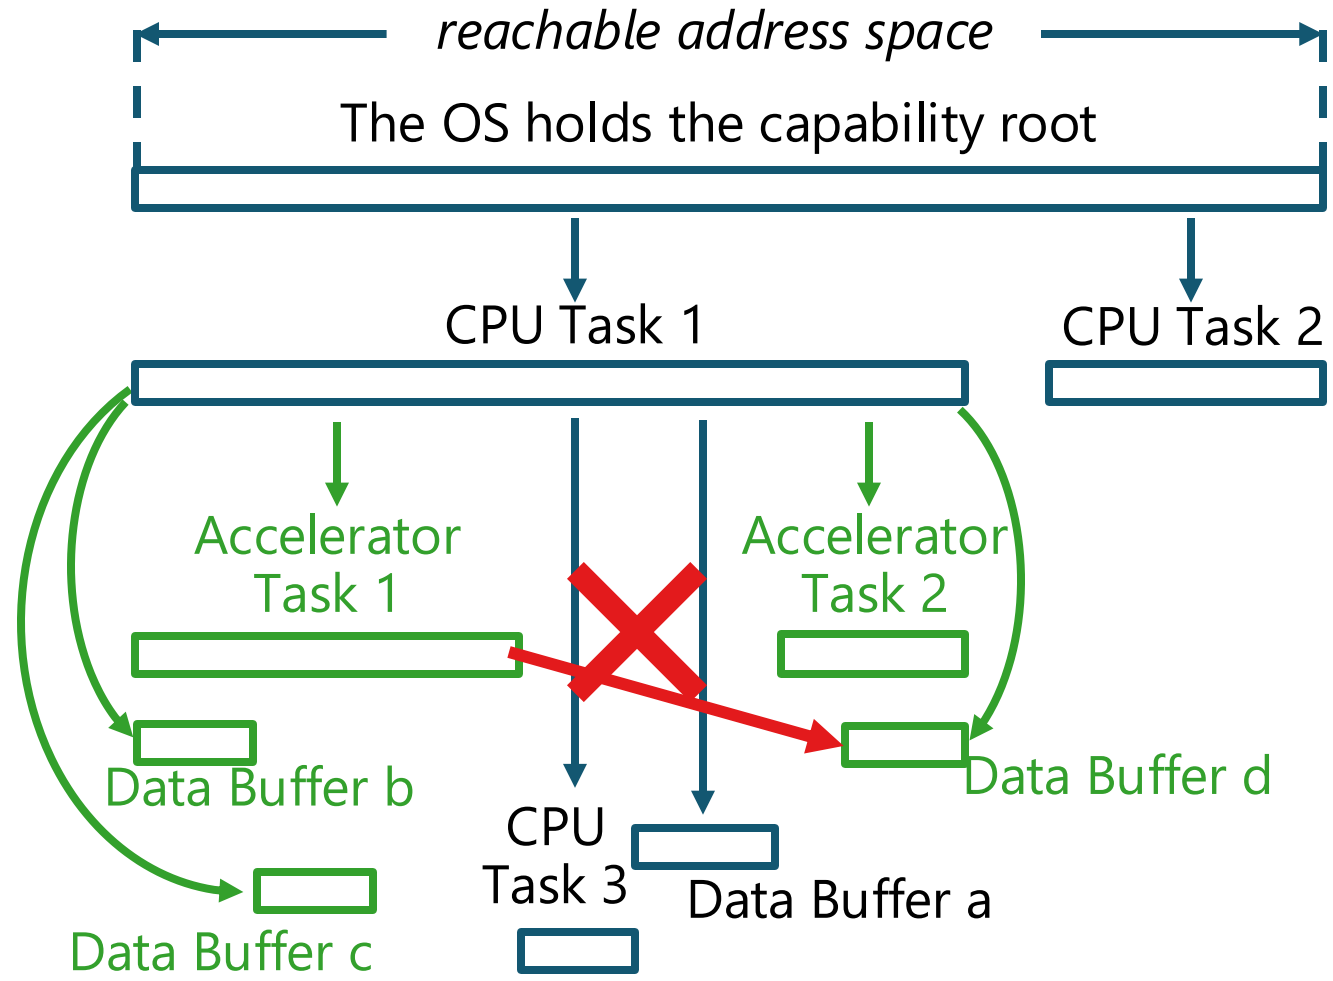 reachable address space
The OS holds the capability root
CPU Task 1
CPU Task 2
Accelerator
Task 1
Accelerator
Task 2
Data Buffer b
Data Buffer d
CPU
Task 3
Data Buffer a
Data Buffer c